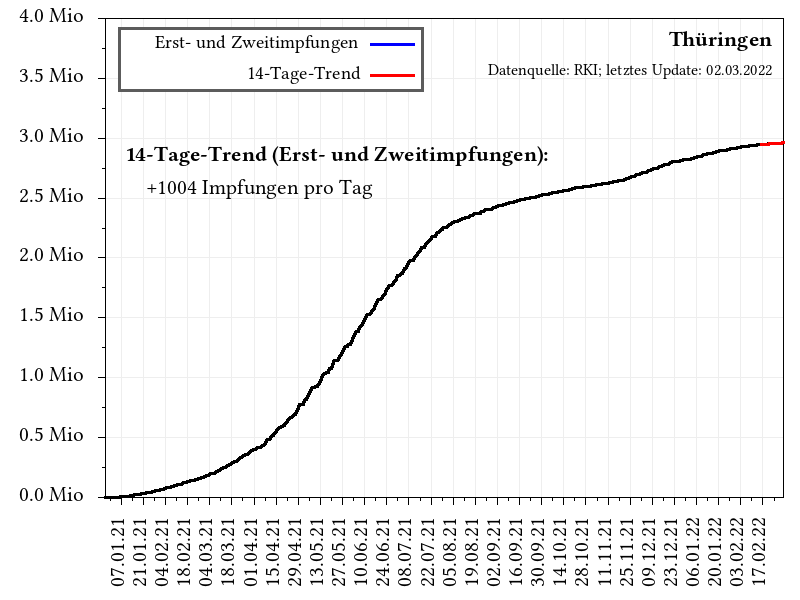 4.0 Mio
3.5 Mio
3.0 Mio
2.5 Mio
2.0 Mio
1.5 Mio
1.0 Mio
0.5 Mio
0.0 Mio
Erst- und Zweitimpfungen
14-Tage-Trend
Thüringen
Datenquelle: RKI; letztes Update: 02.03.2022
14-Tage-Trend (Erst- und Zweitimpfungen):
+1004 Impfungen pro Tag
07.01.21
21.01.21
04.02.21
18.02.21
04.03.21
18.03.21
01.04.21
15.04.21
29.04.21
13.05.21
27.05.21
10.06.21
24.06.21
08.07.21
22.07.21
05.08.21
19.08.21
02.09.21
16.09.21
30.09.21
14.10.21
28.10.21
11.11.21
25.11.21
09.12.21
23.12.21
06.01.22
20.01.22
03.02.22
17.02.22